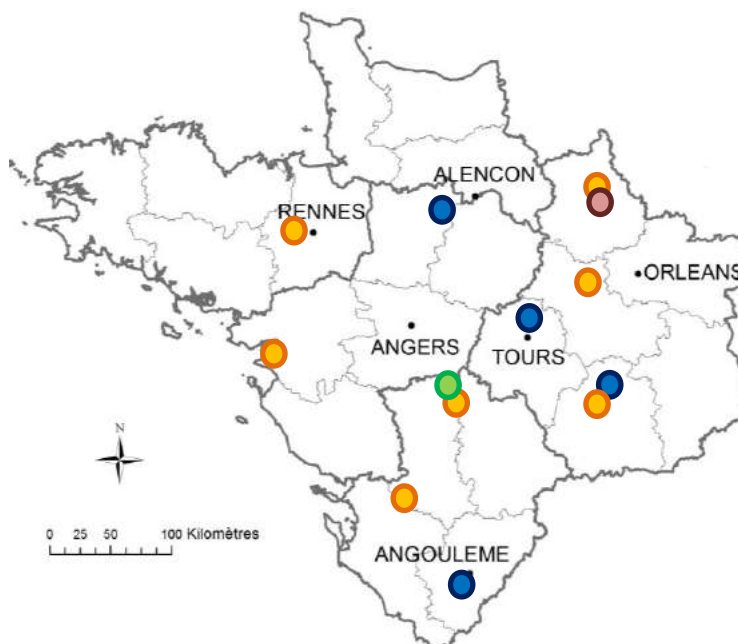 ALENCON
RENNES
ORLEANS
ANGERS
TOURS
N
0 25 50 100 Kilomètres
ANGOULEME